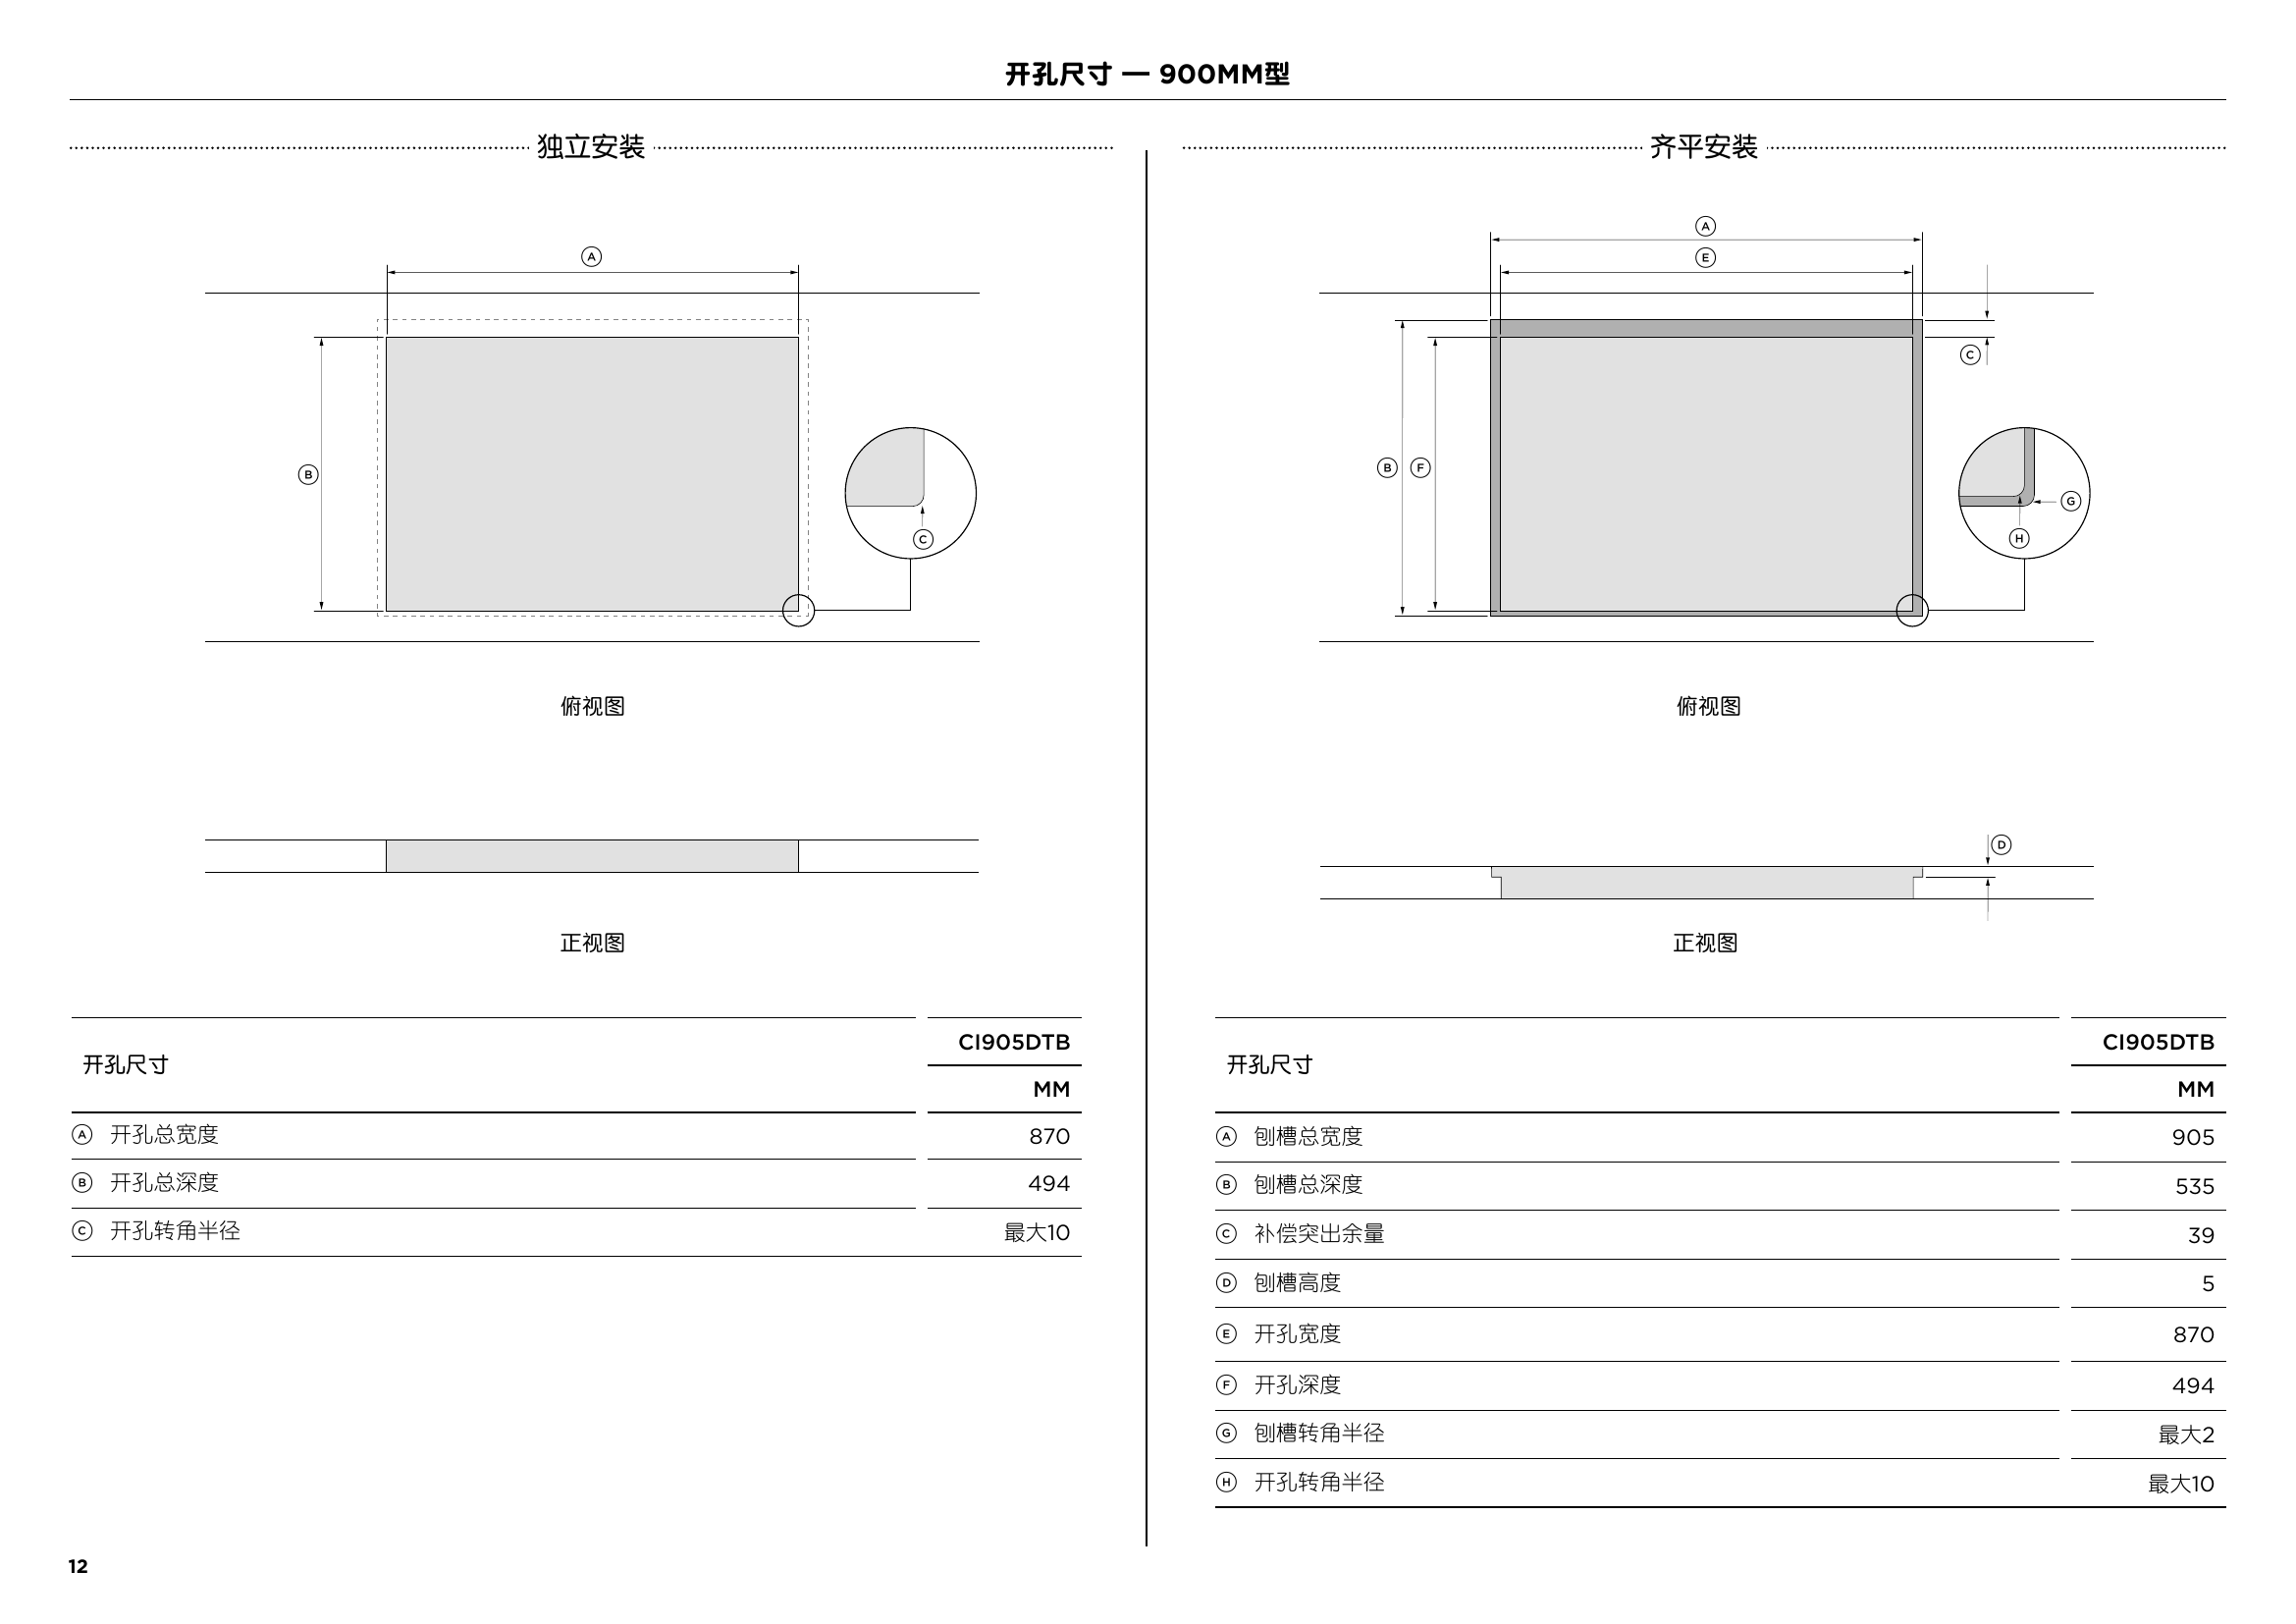 开孔尺寸 — 900MM型
独立安装
A
B
C
俯视图
正视图
开孔尺寸
CI905DTB
MM
A 开孔总宽度 870
B 开孔总深度 494
C 开孔转角半径 最大10
齐平安装
A
E
C
B
F
G
H
俯视图
D
正视图
开孔尺寸
CI905DTB
MM
A 刨槽总宽度 905
B 刨槽总深度 535
C 补偿突出余量 39
D 刨槽高度 5
E 开孔宽度 870
F 开孔深度 494
G 刨槽转角半径 最大2
H 开孔转角半径 最大10
12